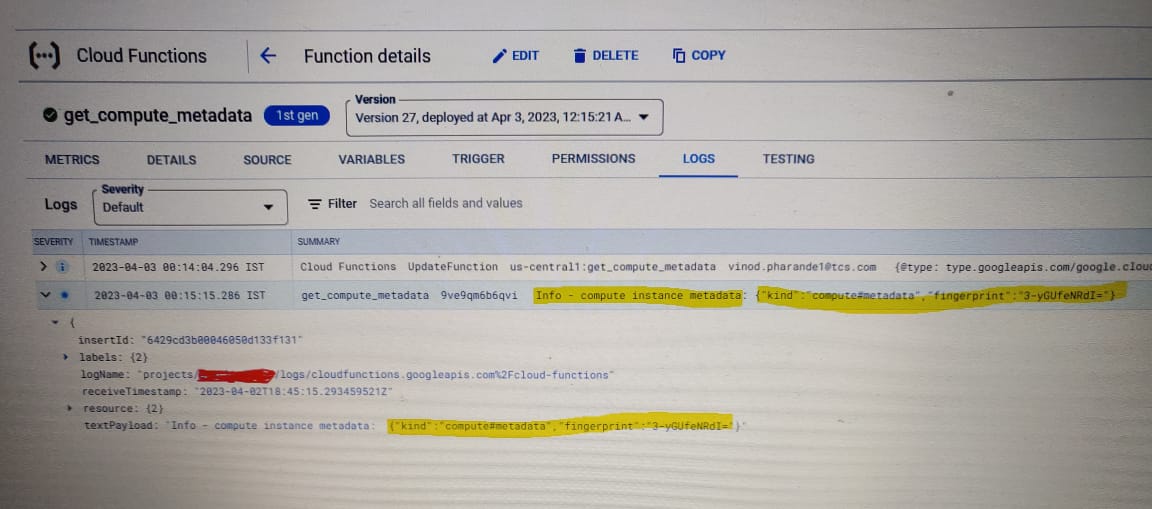 (···) Cloud Functions ← Function details EDIT DELETE COPY
get_compute_metadata 1st gen Version Version 27, deployed at Apr 3, 2023, 12:15:21 A...
METRICS DETAILS SOURCE VARIABLES TRIGGER PERMISSIONS LOGS TESTING
Logs Severity Default Filter Search all fields and values
SEVERITY TIMESTAMP SUMMARY
i 2023-04-03 00:14:04.296 IST Cloud Functions UpdateFunction us-central1:get_compute_metadata vinod.pharande1@tcs.com {@type: type.googleapis.com/google.cloud
2023-04-03 00:15:15.286 IST get_compute_metadata 9ve9qm6b6qvi Info - compute instance metadata: {"kind":"compute#metadata","fingerprint":"3-yGUfeNRdI="}
{
insertId: "6429cd3b00046050d133f131"
labels: {2}
logName: "projects/ /logs/cloudfunctions.googleapis.com%2Fcloud-functions"
receiveTimestamp: "2023-04-02T18:45:15.293459521Z"
resource: {2}
textPayload: "Info - compute instance metadata: {"kind":"compute#metadata","fingerprint":"3-yGUfeNRdI="}"